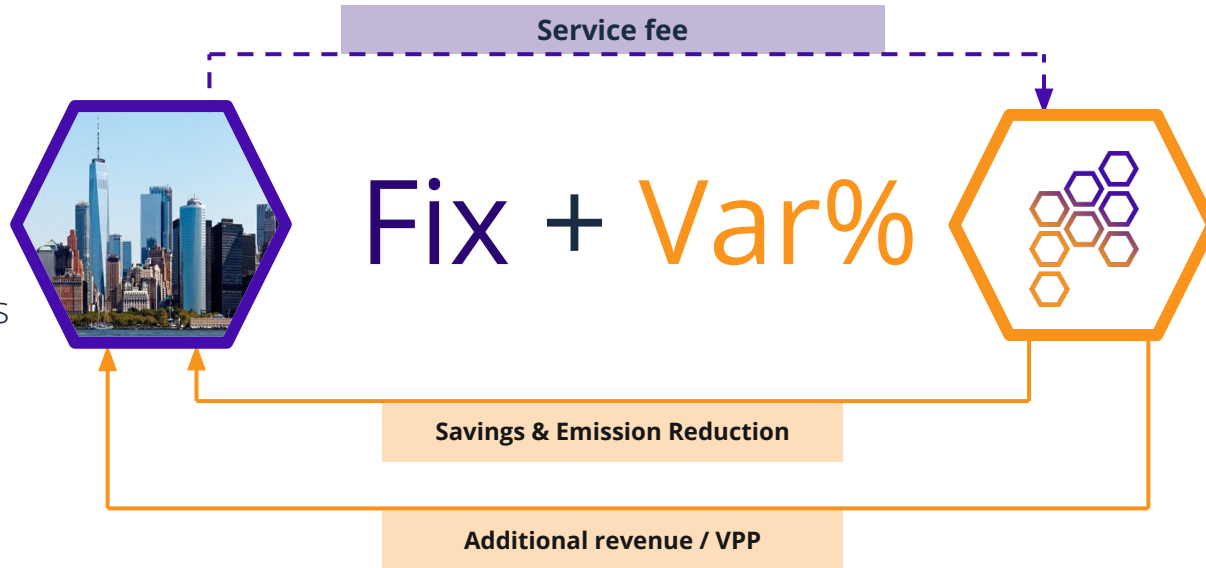 Service fee
Fix + Var%
s
Savings & Emission Reduction
Additional revenue / VPP